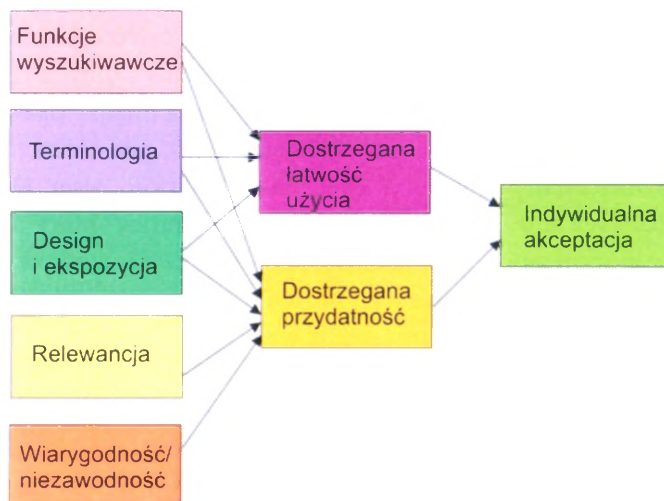 Funkcje
wyszukiwawcze
Terminologia
Design
i ekspozycja
Relewancja
Wiarygodność/
niezawodność
Dostrzegana
łatwość
użycia
Dostrzegana
przydatność
Indywidualna
akceptacja